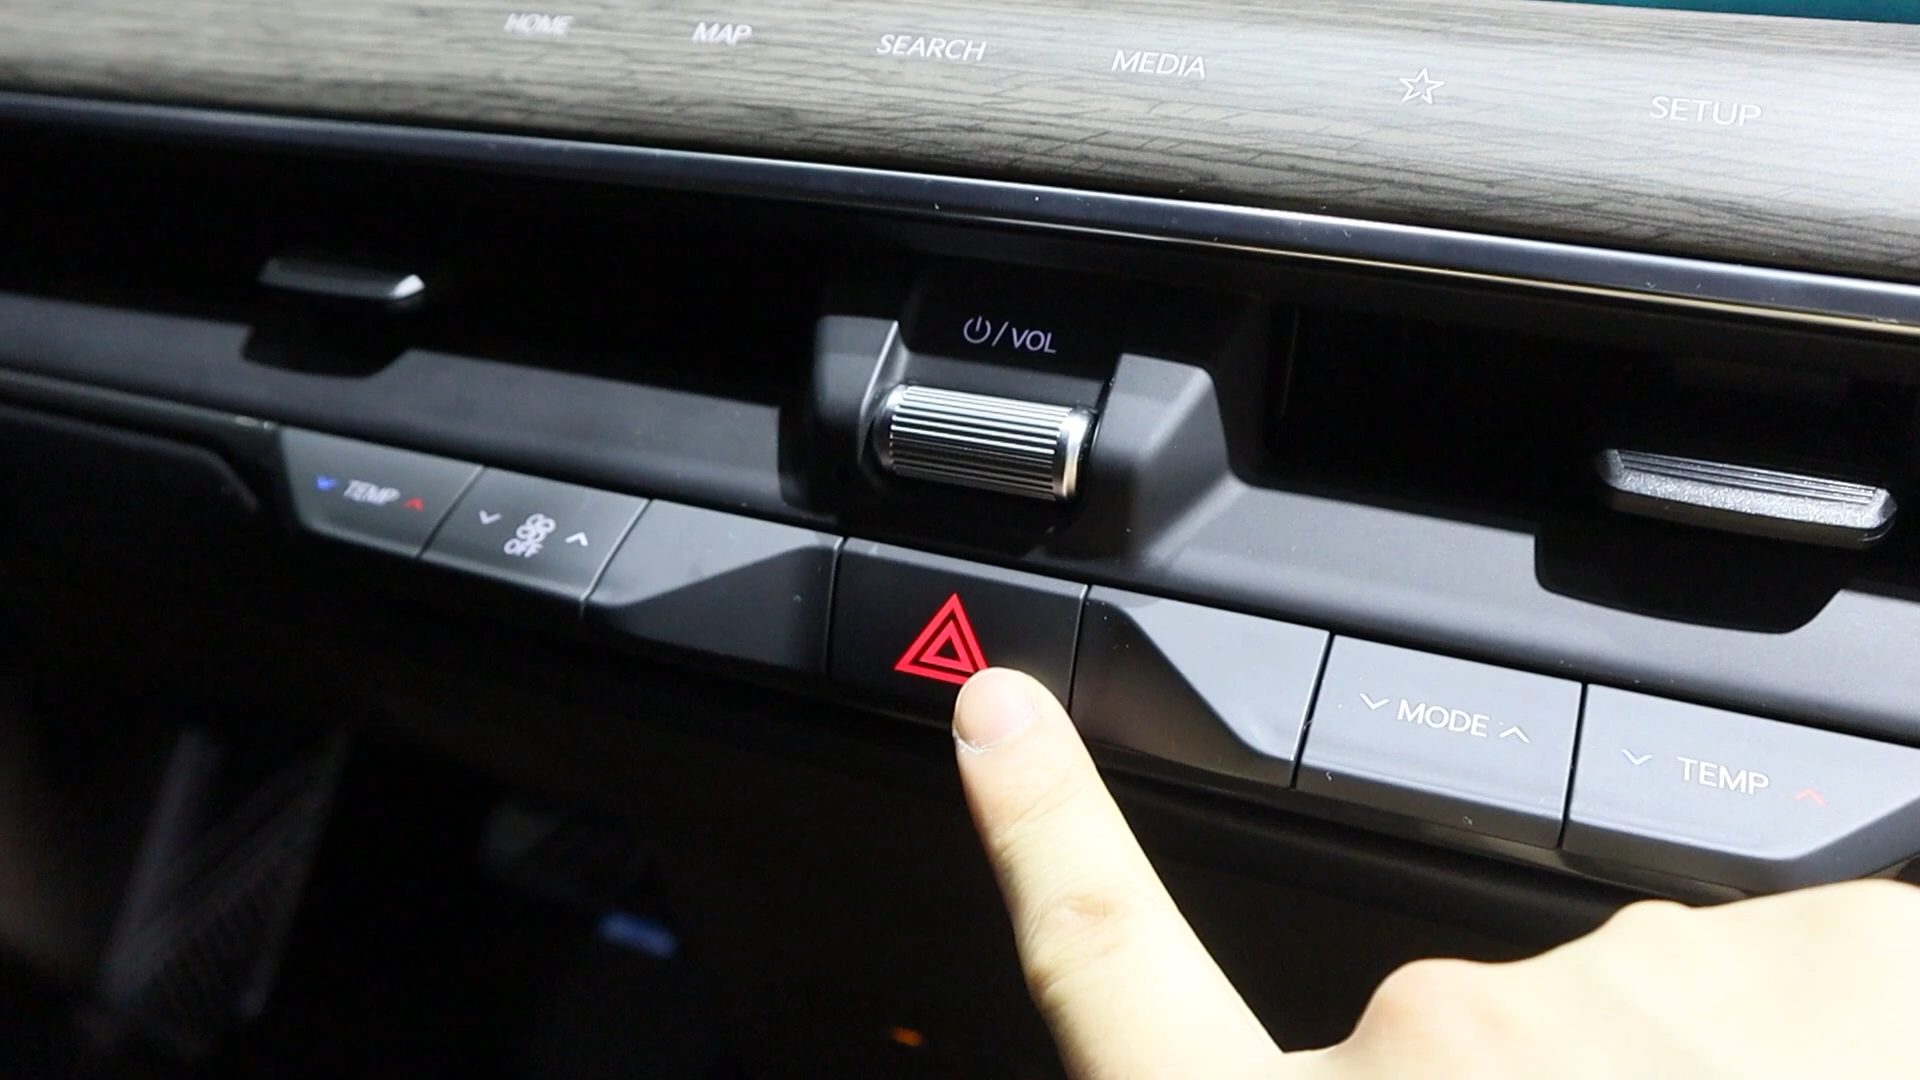 HOME
MAP
SEARCH
MEDIA
SETUP
/VOL
TEMP
OFF
MODE
TEMP